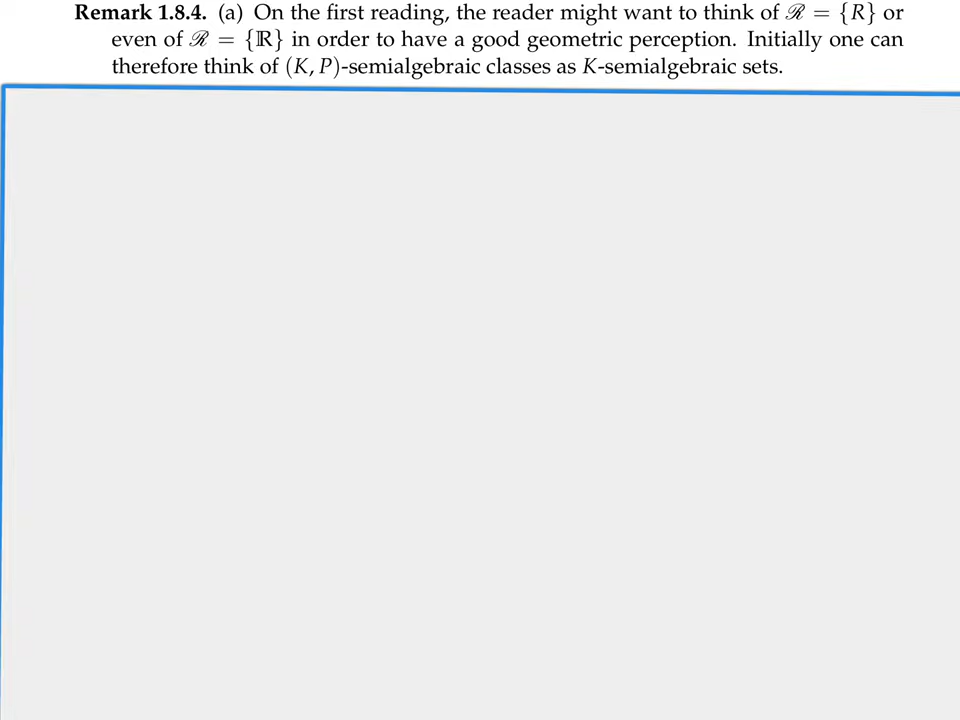 Remark 1.8.4. (a) On the first reading, the reader might want to think of ℛ = {R} or
even of ℛ = {ℝ} in order to have a good geometric perception. Initially one can
therefore think of (K, P)-semialgebraic classes as K-semialgebraic sets.